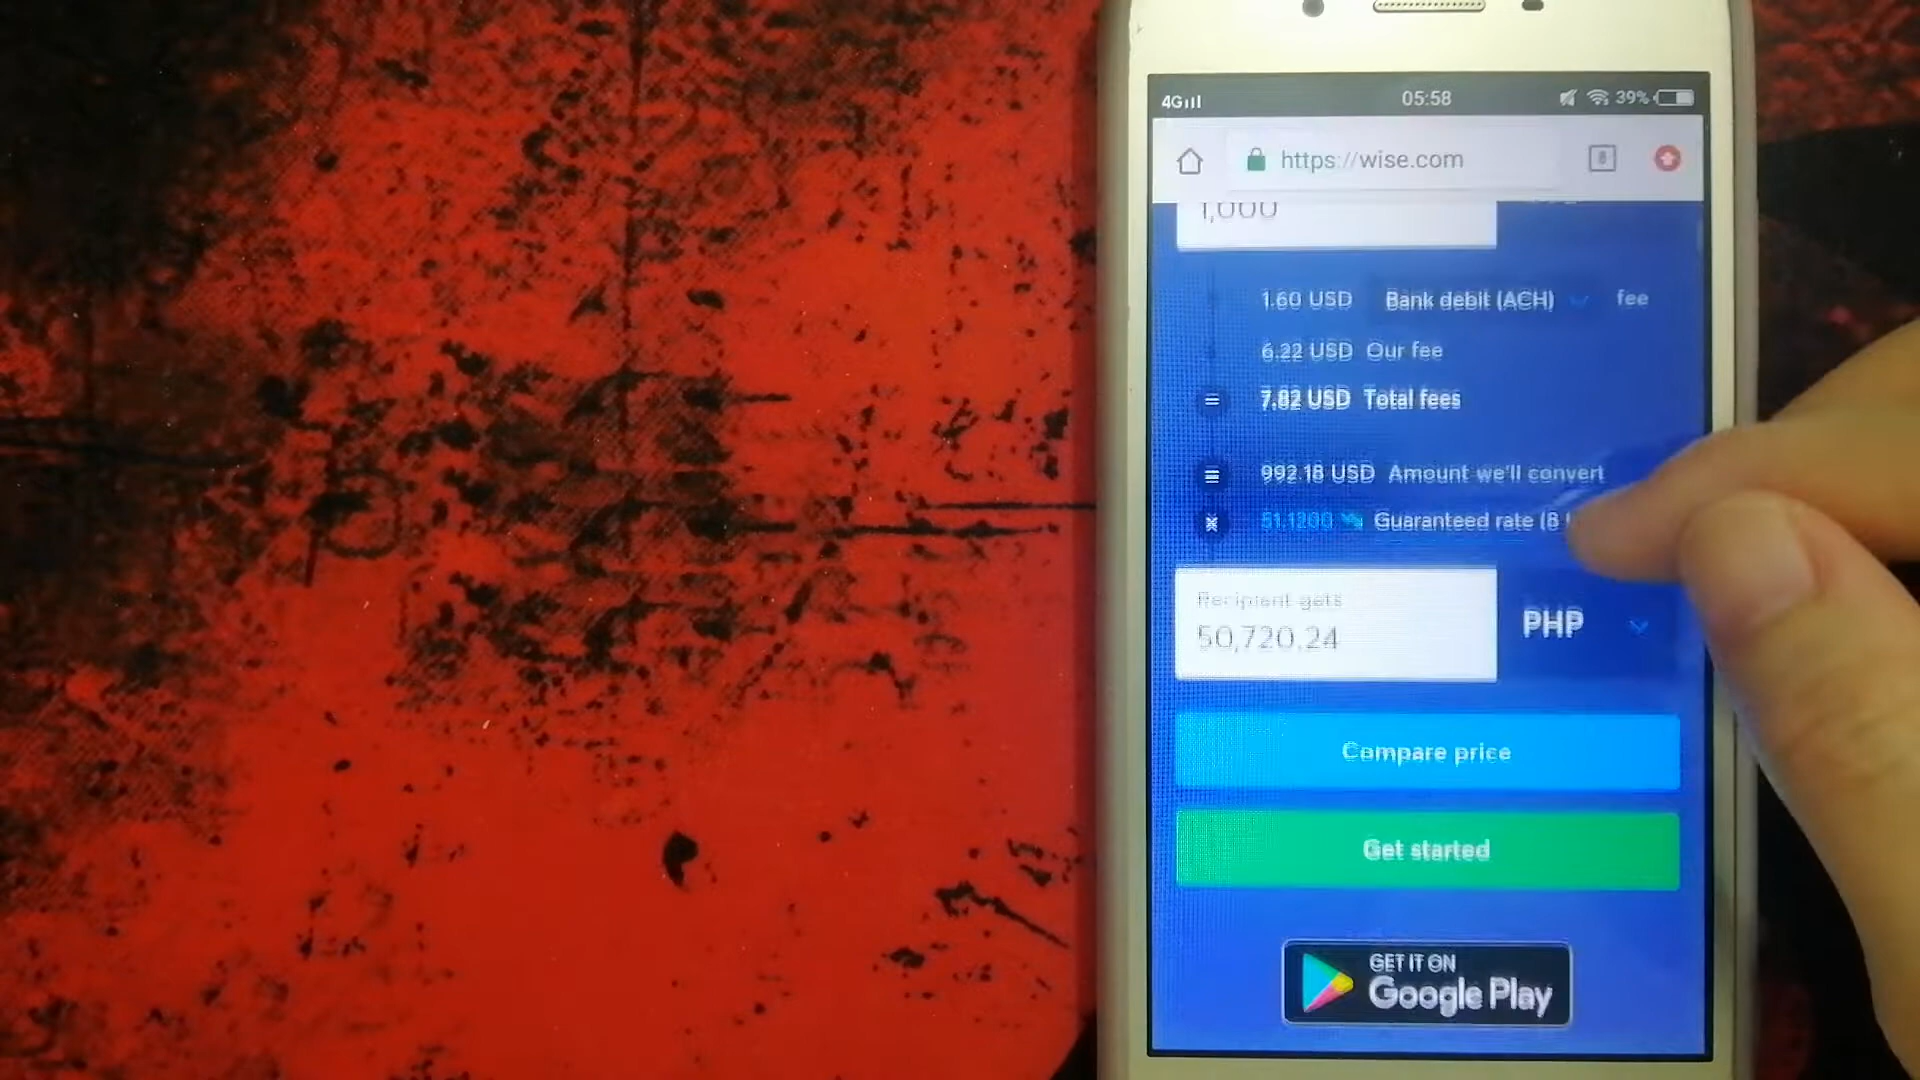 4G
05:58
39%
https://wise.com
8
1,000
1.60 USD Bank debit (ACH) fee
6.22 USD Our fee
7.82 USD Total fees
992.18 USD Amount we'll convert
51.1200 Guaranteed rate (8
Recipient gets
50,720.24
PHP
Compare price
Get started
GET IT ON
Google Play